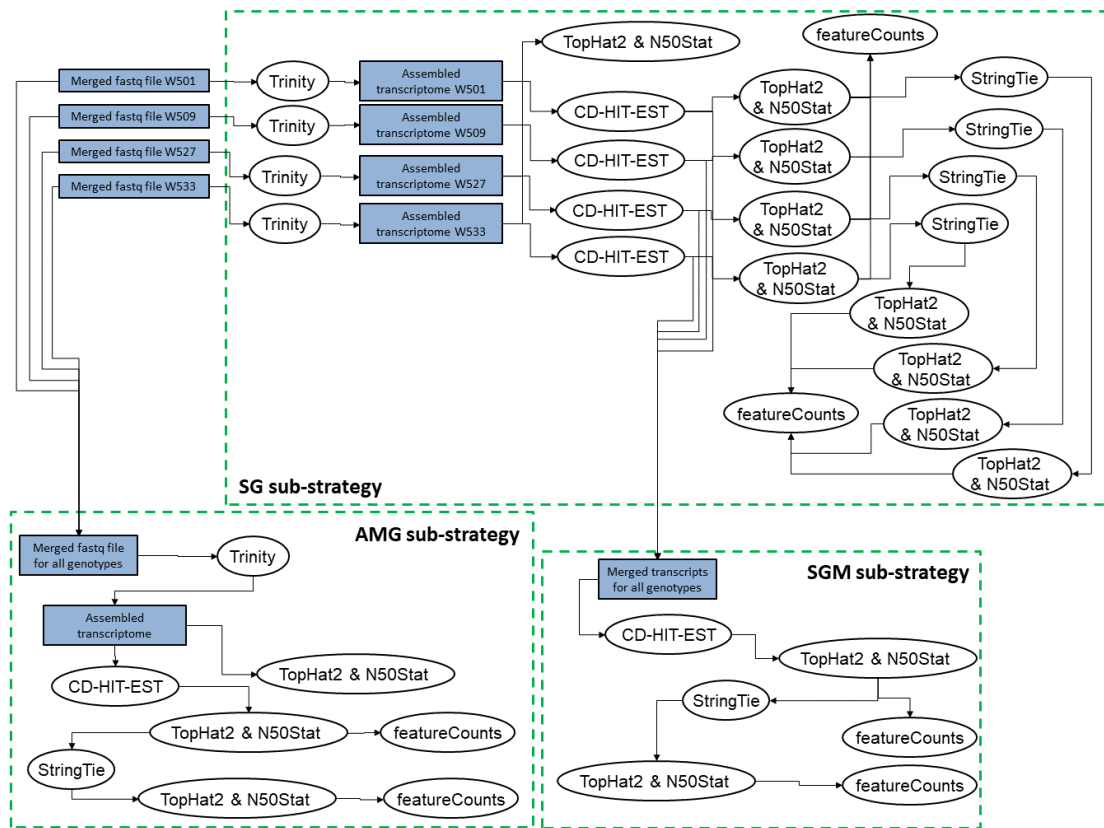 TopHat2 & N50Stat
featureCounts
Merged fastq file W501
Merged fastq file W509
Merged fastq file W527
Merged fastq file W533
Trinity
Trinity
Trinity
Trinity
Assembled
transcriptome W501
Assembled
transcriptome W509
Assembled
transcriptome W527
Assembled
transcriptome W533
CD-HIT-EST
CD-HIT-EST
CD-HIT-EST
CD-HIT-EST
TopHat2
& N50Stat
TopHat2
& N50Stat
TopHat2
& N50Stat
TopHat2
& N50Stat
StringTie
StringTie
StringTie
StringTie
TopHat2
& N50Stat
TopHat2
& N50Stat
TopHat2
& N50Stat
TopHat2
& N50Stat
featureCounts
SG sub-strategy
AMG sub-strategy
Merged fastq file
for all genotypes
Trinity
Assembled
transcriptome
CD-HIT-EST
TopHat2 & N50Stat
TopHat2 & N50Stat
featureCounts
StringTie
TopHat2 & N50Stat
featureCounts
SGM sub-strategy
Merged transcripts
for all genotypes
CD-HIT-EST
TopHat2 & N50Stat
StringTie
featureCounts
TopHat2 & N50Stat
featureCounts